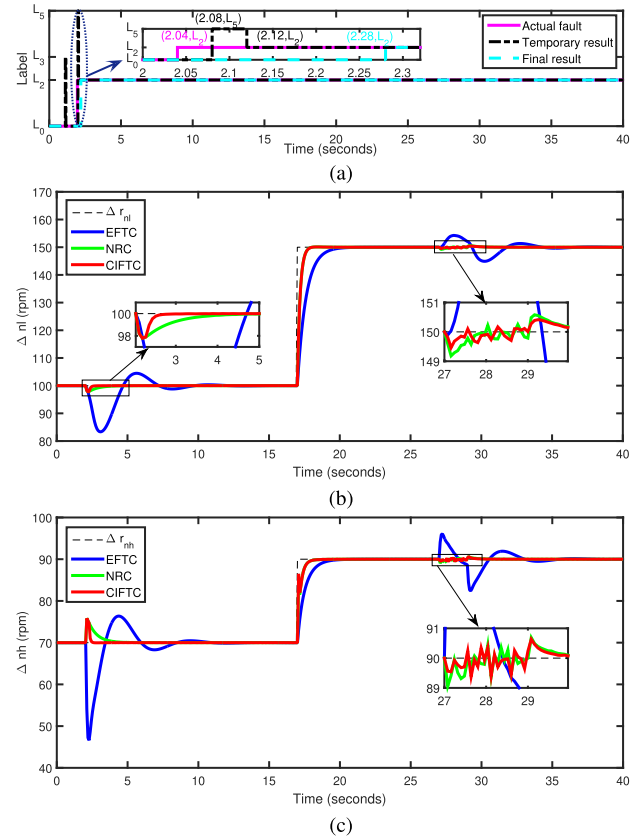 L5
L3
L2
L0
Label
(2.04,L2)
(2.08,L5)
(2.12,L2)
(2.28,L2)
L5
L2
L0
2 2.05 2.1 2.15 2.2 2.25 2.3
Actual fault
Temporary result
Final result
0 5 10 15 20 25 30 35 40
Time (seconds)
(a)
170
160
150
140
130
120
110
100
90
80
Δ nl (rpm)
Δ r_nl
EFTC
NRC
CIFTC
100
98
3 4 5
151
150
149
27 28 29
0 5 10 15 20 25 30 35 40
Time (seconds)
(b)
100
90
80
70
60
50
40
Δ nh (rpm)
Δ r_nh
EFTC
NRC
CIFTC
91
90
89
27 28 29
0 5 10 15 20 25 30 35 40
Time (seconds)
(c)